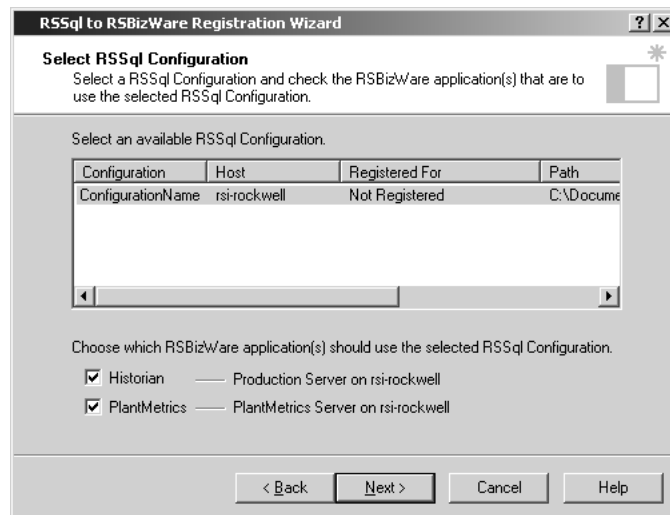 RSSql to RSBizWare Registration Wizard
Select RSSql Configuration
Select a RSSql Configuration and check the RSBizWare application(s) that are to
use the selected RSSql Configuration.
Select an available RSSql Configuration.
Configuration Host Registered For Path
ConfigurationName rsi-rockwell Not Registered C:\Docume
Choose which RSBizWare application(s) should use the selected RSSql Configuration.
Historian Production Server on rsi-rockwell
PlantMetrics PlantMetrics Server on rsi-rockwell
< Back Next > Cancel Help